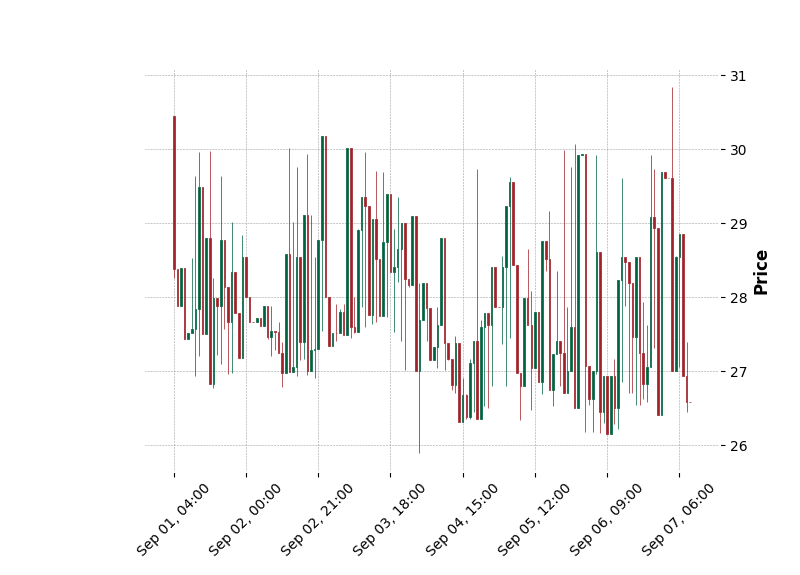 31
30
29
28
27
26
Price
Sep 01, 04:00
Sep 02, 00:00
Sep 02, 21:00
Sep 03, 18:00
Sep 04, 15:00
Sep 05, 12:00
Sep 06, 09:00
Sep 07, 06:00